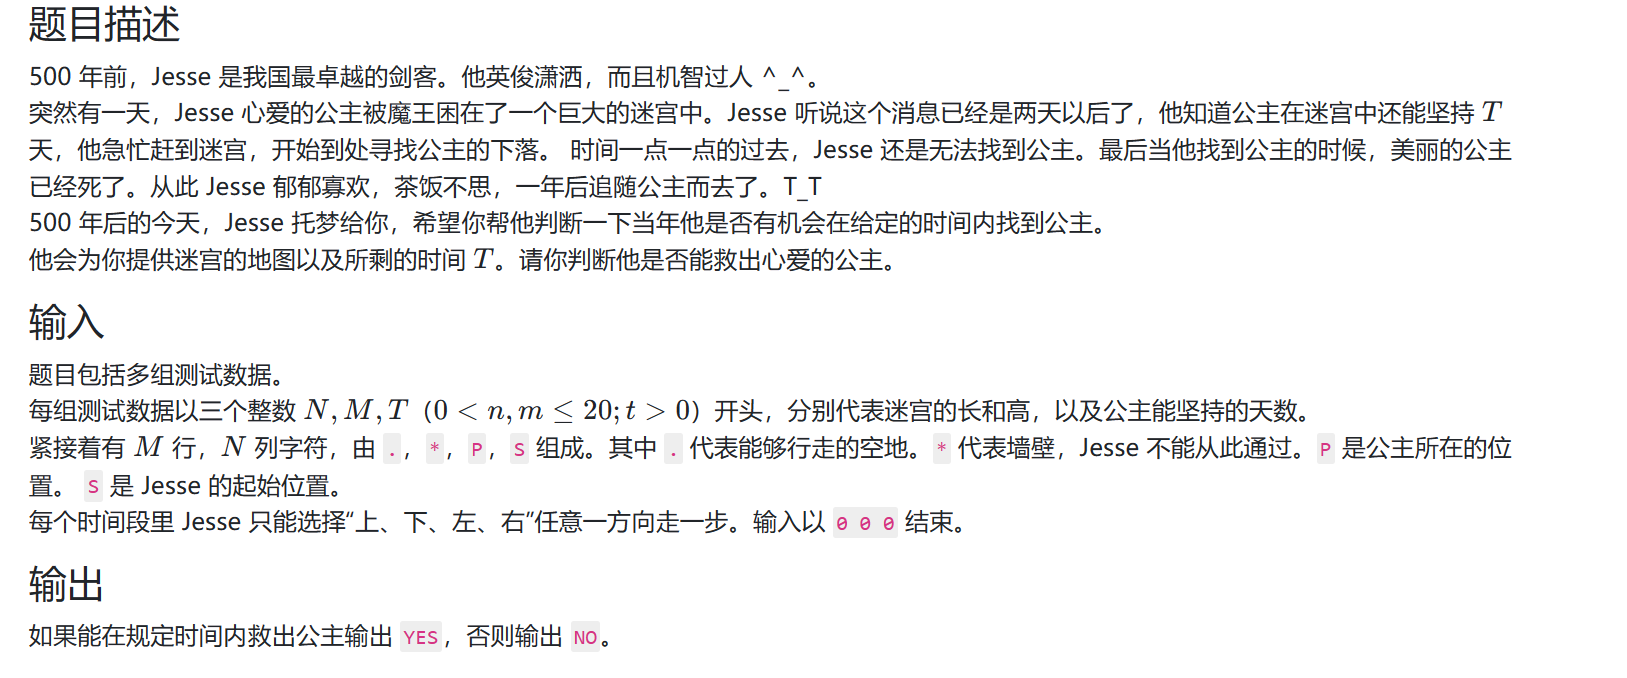 题目描述
500 年前，Jesse 是我国最卓越的剑客。他英俊潇洒，而且机智过人 ^_^。
突然有一天，Jesse 心爱的公主被魔王困在了一个巨大的迷宫中。Jesse 听说这个消息已经是两天以后了，他知道公主在迷宫中还能坚持 T
天，他急忙赶到迷宫，开始到处寻找公主的下落。 时间一点一点的过去，Jesse 还是无法找到公主。最后当他找到公主的时候，美丽的公主
已经死了。从此 Jesse 郁郁寡欢，茶饭不思，一年后追随公主而去了。T_T
500 年后的今天，Jesse 托梦给你，希望你帮他判断一下当年他是否有机会在给定的时间内找到公主。
他会为你提供迷宫的地图以及所剩的时间 T。请你判断他是否能救出心爱的公主。
输入
题目包括多组测试数据。
每组测试数据以三个整数 N, M, T（0 < n, m ≤ 20; t > 0）开头，分别代表迷宫的长和高，以及公主能坚持的天数。
紧接着有 M 行，N 列字符，由 .，*，P，S 组成。其中 . 代表能够行走的空地。* 代表墙壁，Jesse 不能从此通过。P 是公主所在的位
置。 S 是 Jesse 的起始位置。
每个时间段里 Jesse 只能选择“上、下、左、右”任意一方向走一步。输入以 0 0 0 结束。
输出
如果能在规定时间内救出公主输出 YES，否则输出 NO。